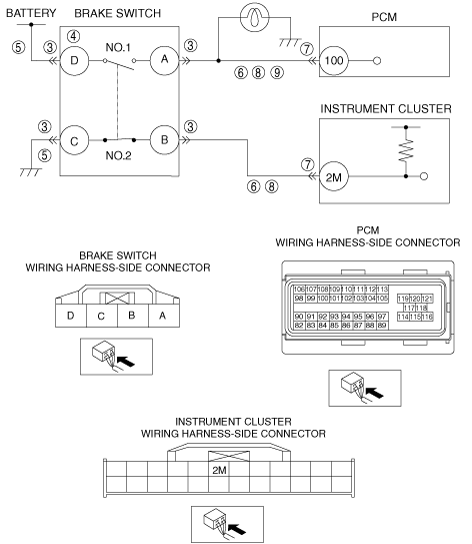 BATTERY BRAKE SWITCH PCM
④
⑤ ③ NO.1 ③ ⑦
D A 100
⑥ ⑧ ⑨
INSTRUMENT CLUSTER
③ ③
C B
⑤ NO.2 ⑦
2M
⑥ ⑧
PCM
WIRING HARNESS-SIDE CONNECTOR
BRAKE SWITCH
WIRING HARNESS-SIDE CONNECTOR
D C B A
106 107 108 109 110 111 112 113
98 99 100 101 102 103 104 105
119 120 121
117 118
114 115 116
90 91 92 93 94 95 96 97
82 83 84 85 86 87 88 89
INSTRUMENT CLUSTER
WIRING HARNESS-SIDE CONNECTOR
2M